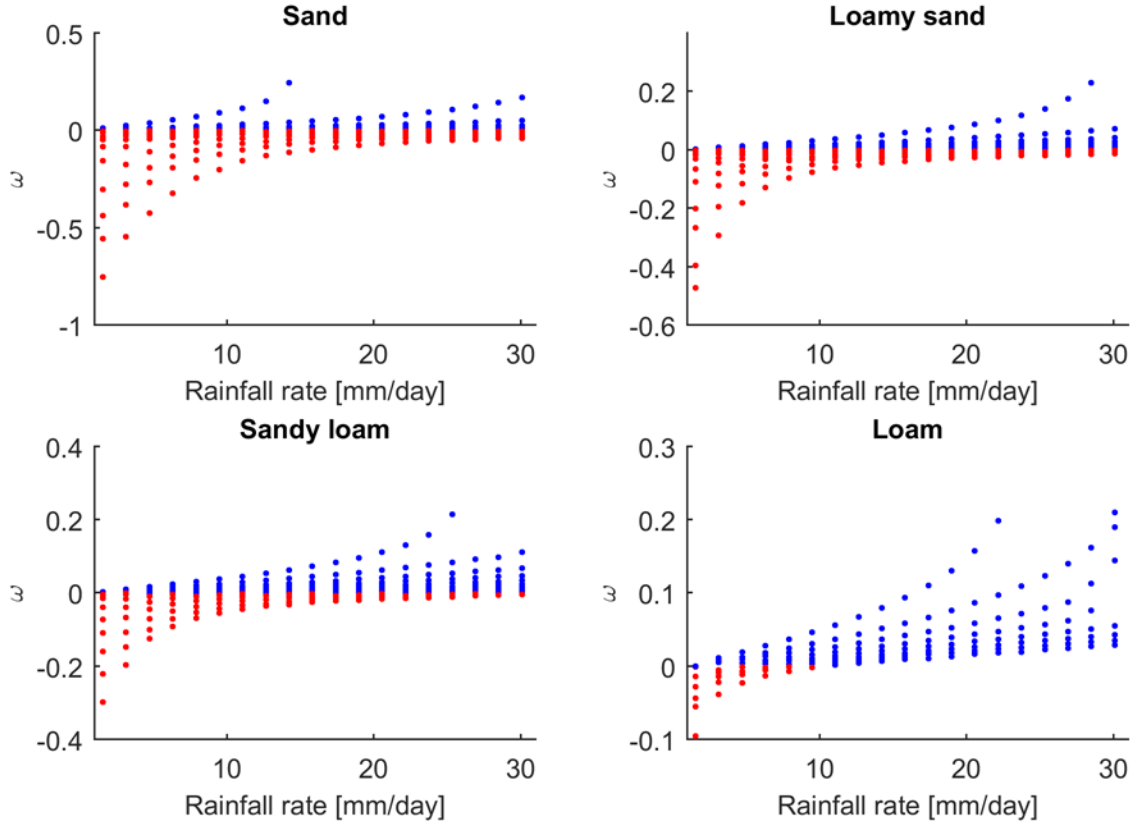 Sand
0.5
0
-0.5
-1
ω
10 20 30
Rainfall rate [mm/day]
Loamy sand
0.2
0
-0.2
-0.4
-0.6
ω
10 20 30
Rainfall rate [mm/day]
Sandy loam
0.4
0.2
0
-0.2
-0.4
ω
10 20 30
Rainfall rate [mm/day]
Loam
0.3
0.2
0.1
0
-0.1
ω
10 20 30
Rainfall rate [mm/day]